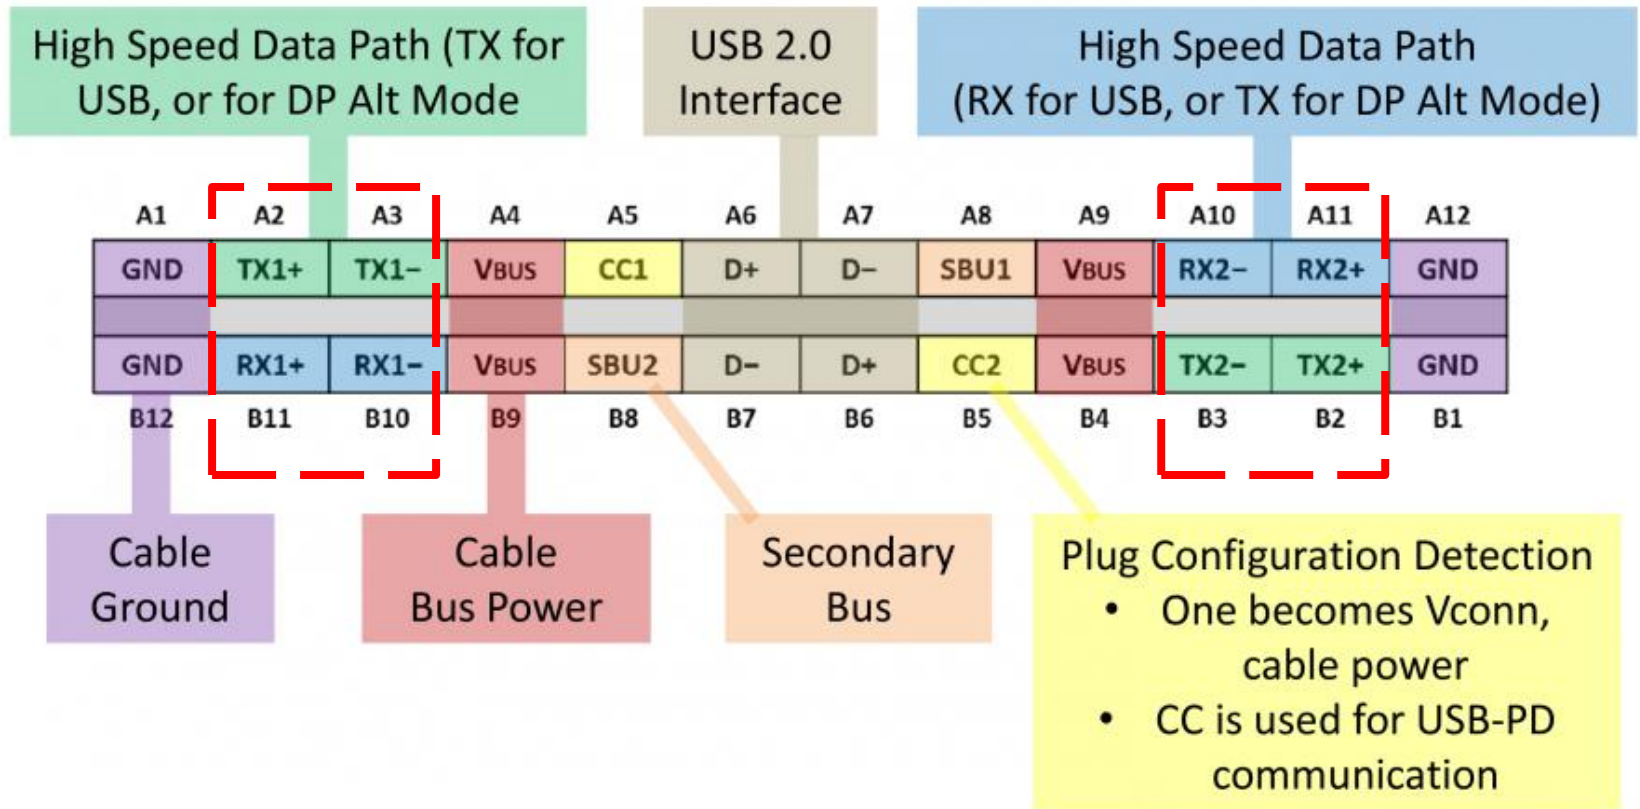 High Speed Data Path (TX for
USB, or for DP Alt Mode
USB 2.0
Interface
High Speed Data Path
(RX for USB, or TX for DP Alt Mode)
A1 A2 A3 A4 A5 A6 A7 A8 A9 A10 A11 A12
GND TX1+ TX1− VBUS CC1 D+ D− SBU1 VBUS RX2− RX2+ GND
GND RX1+ RX1− VBUS SBU2 D− D+ CC2 VBUS TX2− TX2+ GND
B12 B11 B10 B9 B8 B7 B6 B5 B4 B3 B2 B1
Cable
Ground
Cable
Bus Power
Secondary
Bus
Plug Configuration Detection
• One becomes Vconn,
cable power
• CC is used for USB-PD
communication